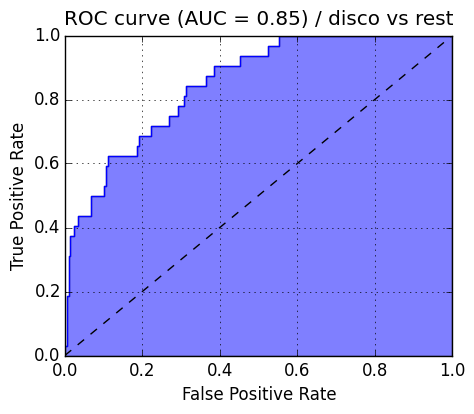 ROC curve (AUC = 0.85) / disco vs rest
1.0
0.8
0.6
0.4
0.2
0.0
True Positive Rate
0.0 0.2 0.4 0.6 0.8 1.0
False Positive Rate